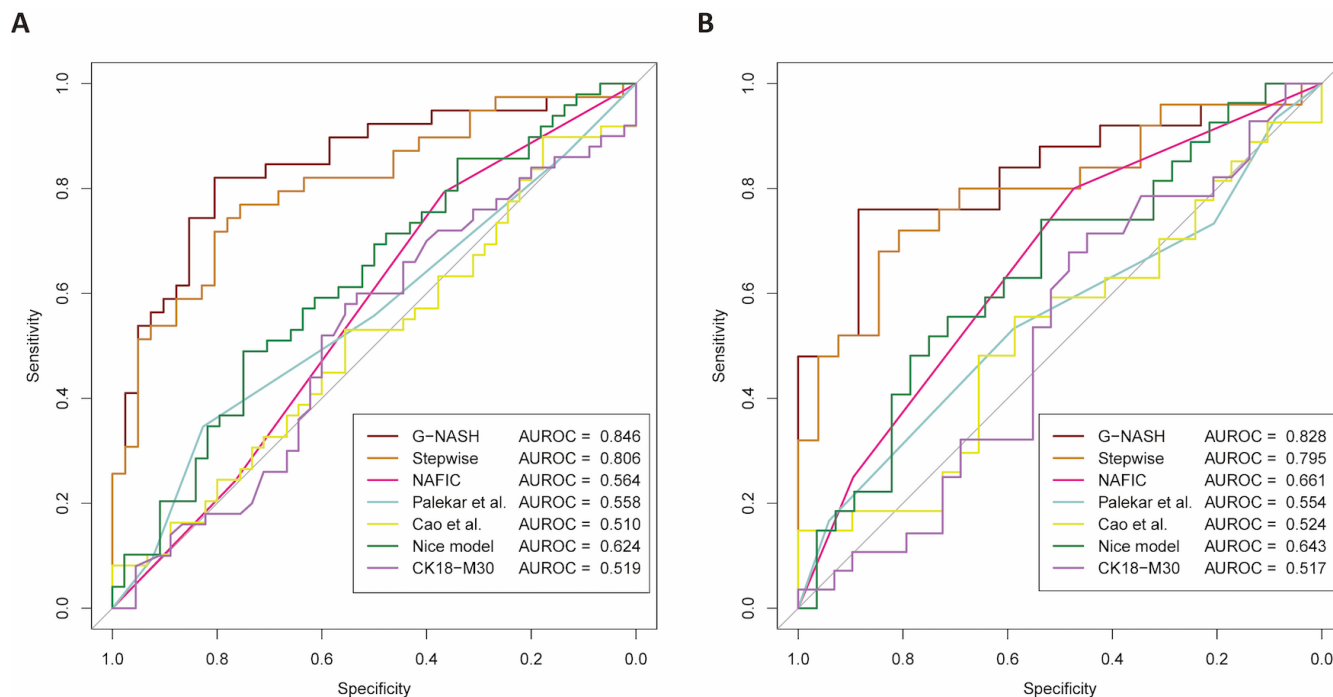 A
B
1.0
0.8
0.6
0.4
0.2
0.0
Sensitivity
G−NASH AUROC = 0.846
Stepwise AUROC = 0.806
NAFIC AUROC = 0.564
Palekar et al. AUROC = 0.558
Cao et al. AUROC = 0.510
Nice model AUROC = 0.624
CK18−M30 AUROC = 0.519
1.0 0.8 0.6 0.4 0.2 0.0
Specificity
1.0
0.8
0.6
0.4
0.2
0.0
Sensitivity
G−NASH AUROC = 0.828
Stepwise AUROC = 0.795
NAFIC AUROC = 0.661
Palekar et al. AUROC = 0.554
Cao et al. AUROC = 0.524
Nice model AUROC = 0.643
CK18−M30 AUROC = 0.517
1.0 0.8 0.6 0.4 0.2 0.0
Specificity